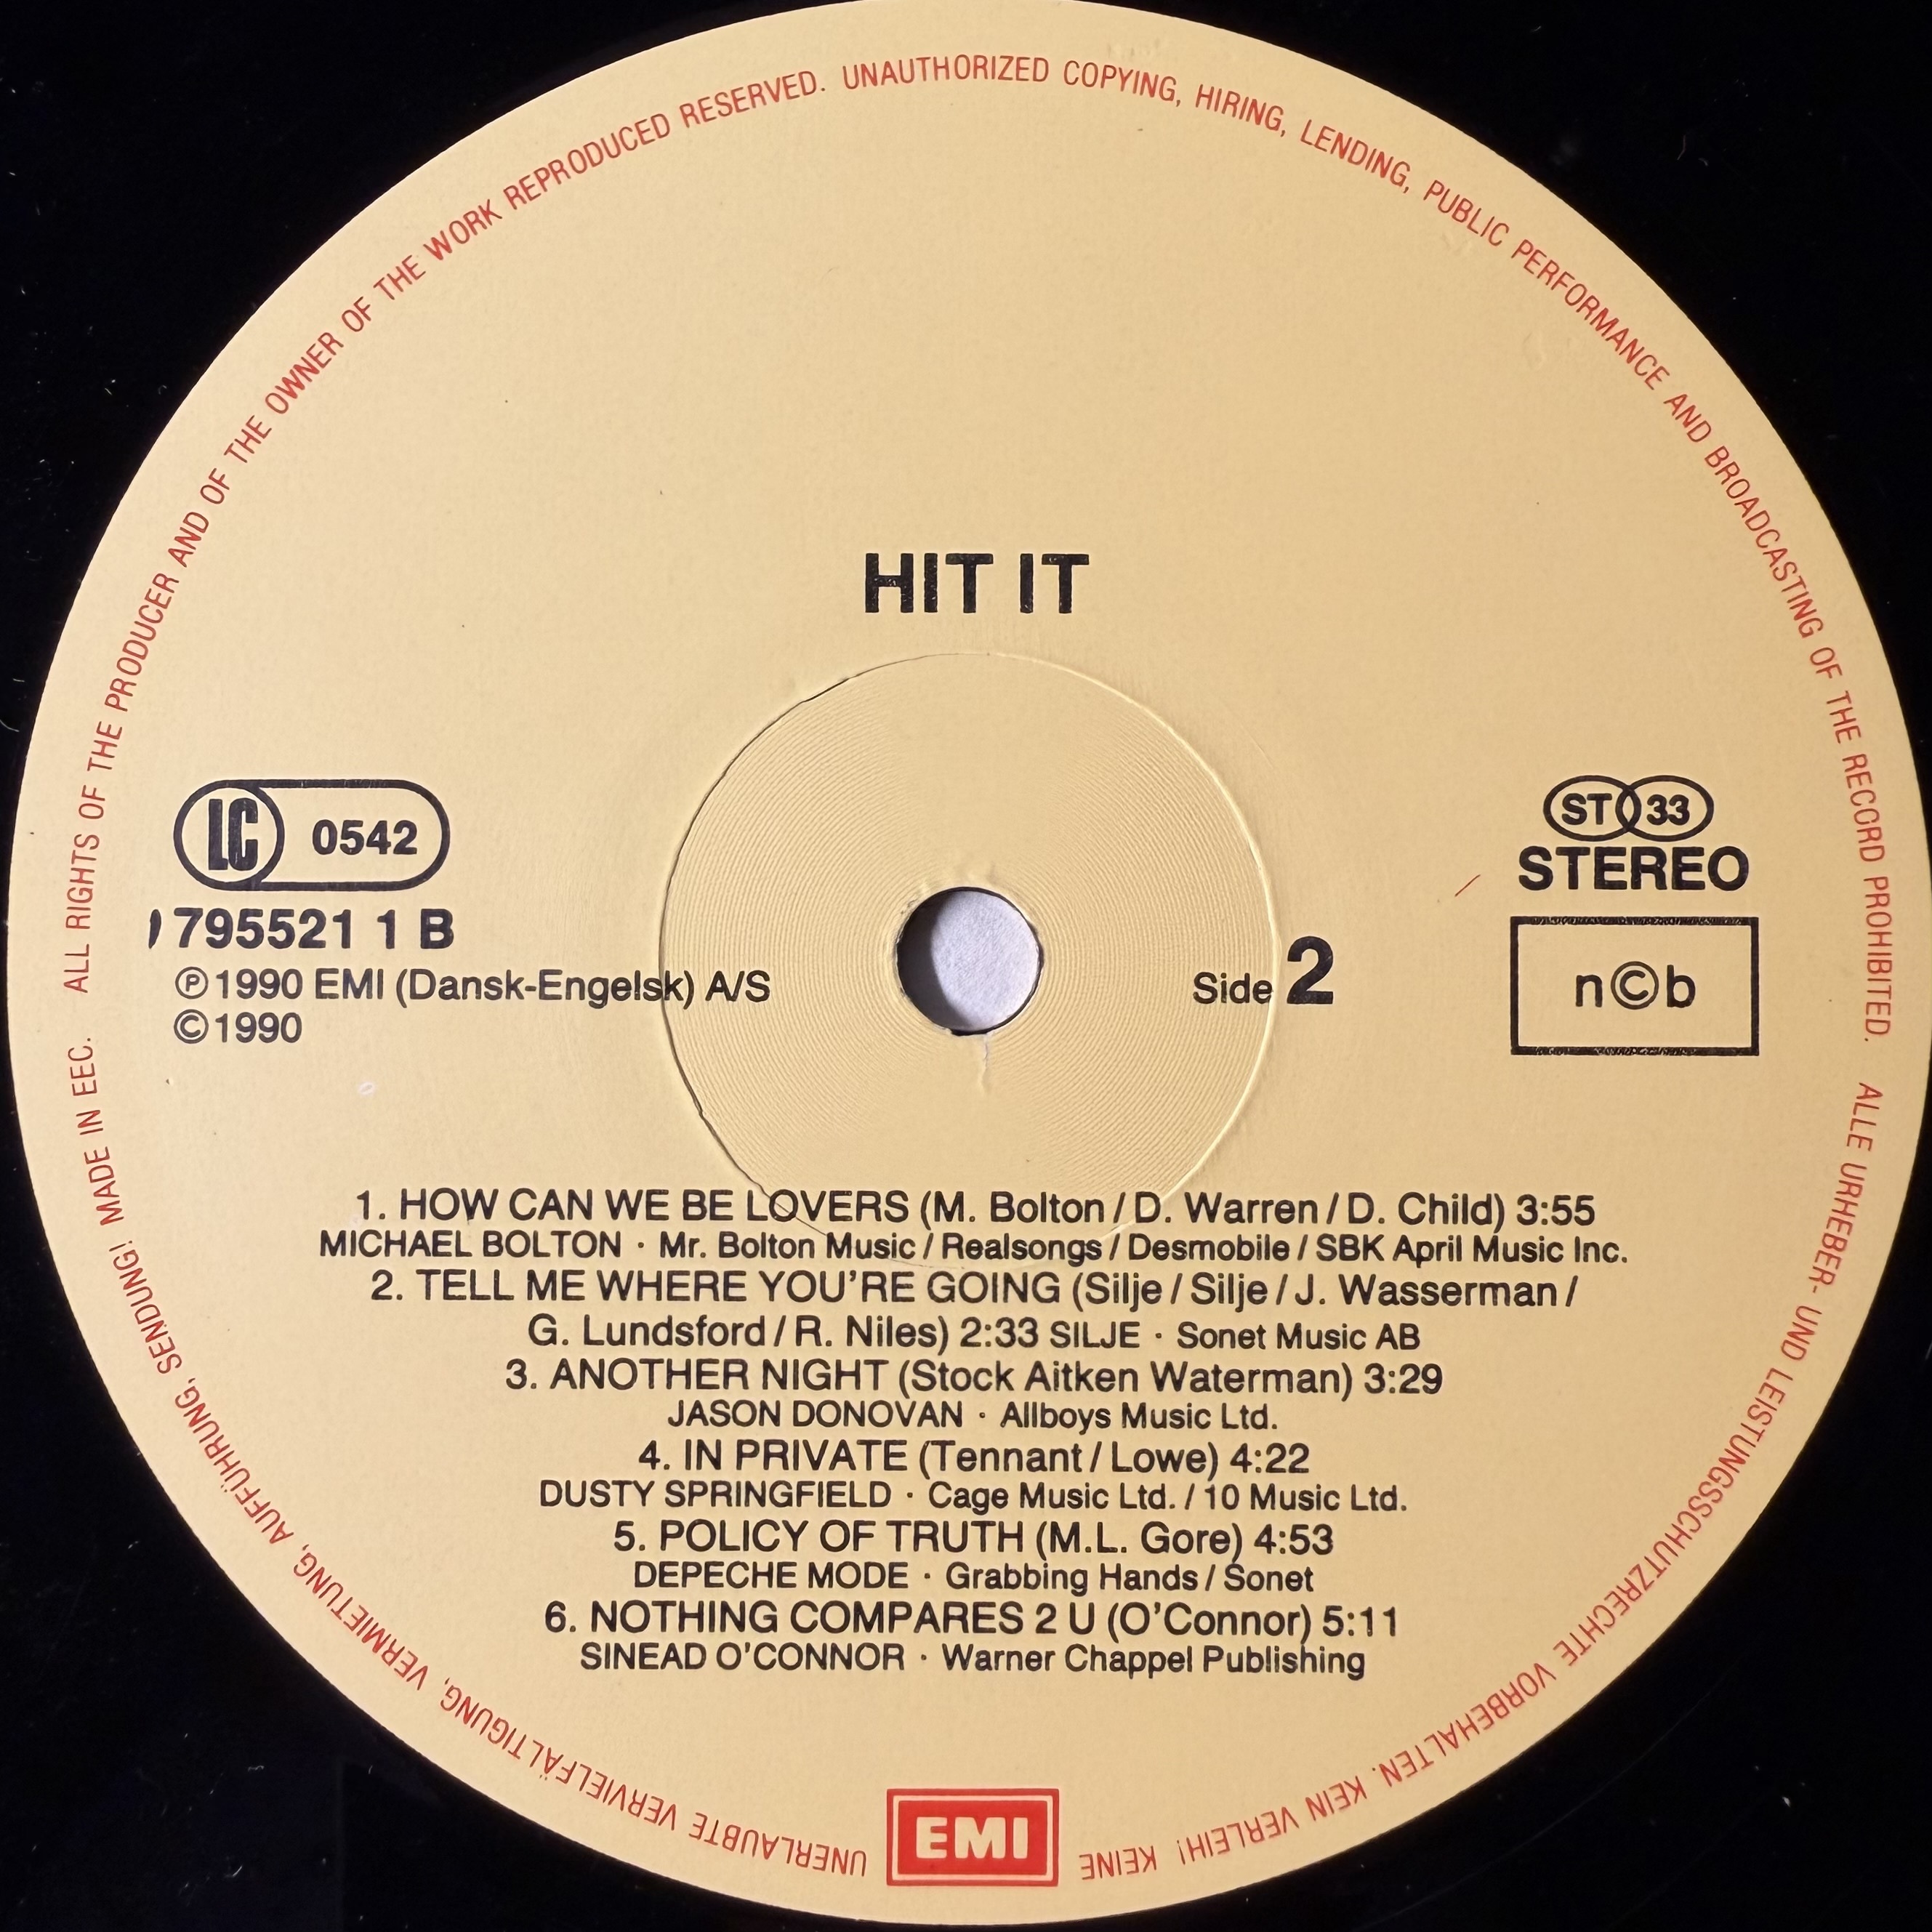 ALL RIGHTS OF THE PRODUCER AND OF THE OWNER OF THE WORK REPRODUCED RESERVED. UNAUTHORIZED COPYING, HIRING, LENDING, PUBLIC PERFORMANCE AND BROADCASTING OF THE RECORD PROHIBITED.
ALLE URHEBER- UND LEISTUNGSSCHUTZRECHTE VORBEHALTEN. KEIN VERLEIH! KEINE
UNERLAUBTE VERVIELFÄLTIGUNG, VERMIETUNG, AUFFÜHRUNG, SENDUNG! MADE IN EEC.
HIT IT
LC 0542
795521 1 B
℗ 1990 EMI (Dansk-Engelsk) A/S
© 1990
Side 2
ST 33
STEREO
n©b
1. HOW CAN WE BE LOVERS (M. Bolton / D. Warren / D. Child) 3:55
MICHAEL BOLTON · Mr. Bolton Music / Realsongs / Desmobile / SBK April Music Inc.
2. TELL ME WHERE YOU'RE GOING (Silje / Silje / J. Wasserman /
G. Lundsford / R. Niles) 2:33 SILJE · Sonet Music AB
3. ANOTHER NIGHT (Stock Aitken Waterman) 3:29
JASON DONOVAN · Allboys Music Ltd.
4. IN PRIVATE (Tennant / Lowe) 4:22
DUSTY SPRINGFIELD · Cage Music Ltd. / 10 Music Ltd.
5. POLICY OF TRUTH (M.L. Gore) 4:53
DEPECHE MODE · Grabbing Hands / Sonet
6. NOTHING COMPARES 2 U (O'Connor) 5:11
SINEAD O'CONNOR · Warner Chappel Publishing
EMI